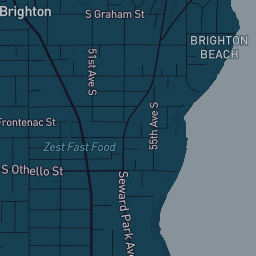 S Graham St
Brighton
BRIGHTON
BEACH
51st Ave S
55th Ave S
Frontenac St
Zest Fast Food
S Othello St
Seward Park Ave